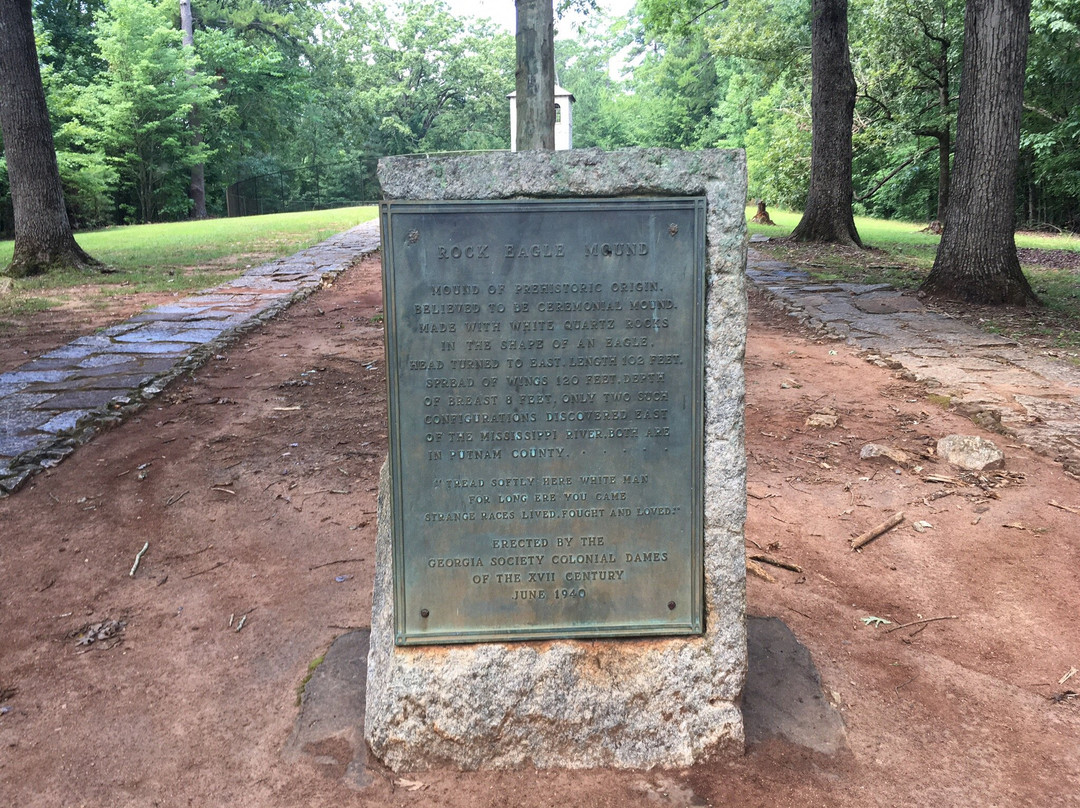 ROCK EAGLE MOUND
MOUND OF PREHISTORIC ORIGIN.
BELIEVED TO BE CEREMONIAL MOUND.
MADE WITH WHITE QUARTZ ROCKS
IN THE SHAPE OF AN EAGLE.
HEAD TURNED TO EAST. LENGTH 102 FEET.
SPREAD OF WINGS 120 FEET. DEPTH
OF BREAST 8 FEET. ONLY TWO SUCH
CONFIGURATIONS DISCOVERED EAST
OF THE MISSISSIPPI RIVER. BOTH ARE
IN PUTNAM COUNTY. . . . . .
"TREAD SOFTLY HERE WHITE MAN
FOR LONG ERE YOU CAME
STRANGE RACES LIVED, FOUGHT AND LOVED."
ERECTED BY THE
GEORGIA SOCIETY COLONIAL DAMES
OF THE XVII CENTURY
JUNE, 1940